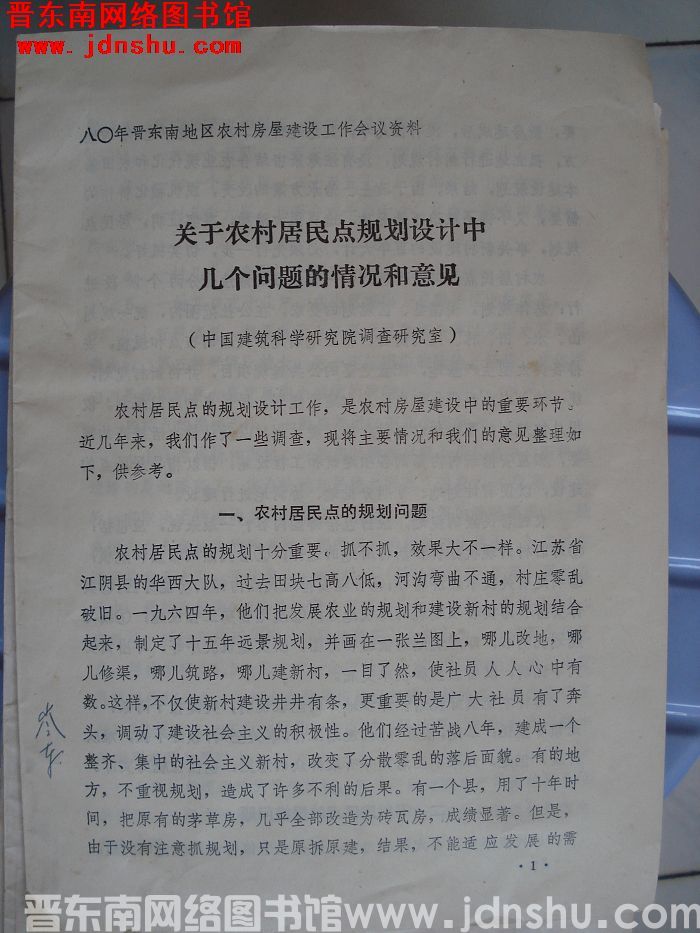 晋东南网络图书馆
www.jdnshu.com
八〇年晋东南地区农村房屋建设工作会议资料
关于农村居民点规划设计中
几个问题的情况和意见
（中国建筑科学研究院调查研究室）
农村居民点的规划设计工作，是农村房屋建设中的重要环节。
近几年来，我们作了一些调查，现将主要情况和我们的意见整理如
下，供参考。
一、农村居民点的规划问题
农村居民点的规划十分重要。抓不抓，效果大不一样。江苏省
江阴县的华西大队，过去田块七高八低，河沟弯曲不通，村庄零乱
破旧。一九六四年，他们把发展农业的规划和建设新村的规划结合
起来，制定了十五年远景规划，并画在一张兰图上，哪儿改地，哪
儿修渠，哪儿筑路，哪儿建新村，一目了然，使社员人人心中有
数。这样，不仅使新村建设井井有条，更重要的是广大社员有了奔
头，调动了建设社会主义的积极性。他们经过苦战八年，建成一个
整齐、集中的社会主义新村，改变了分散零乱的落后面貌。有的地
方，不重视规划，造成了许多不利的后果。有一个县，用了十年时
间，把原有的茅草房，几乎全部改造为砖瓦房，成绩显著。但是，
由于没有注意抓规划，只是原拆原建，结果，不能适应发展的需
·1·
晋东南网络图书馆 www.jdnshu.com